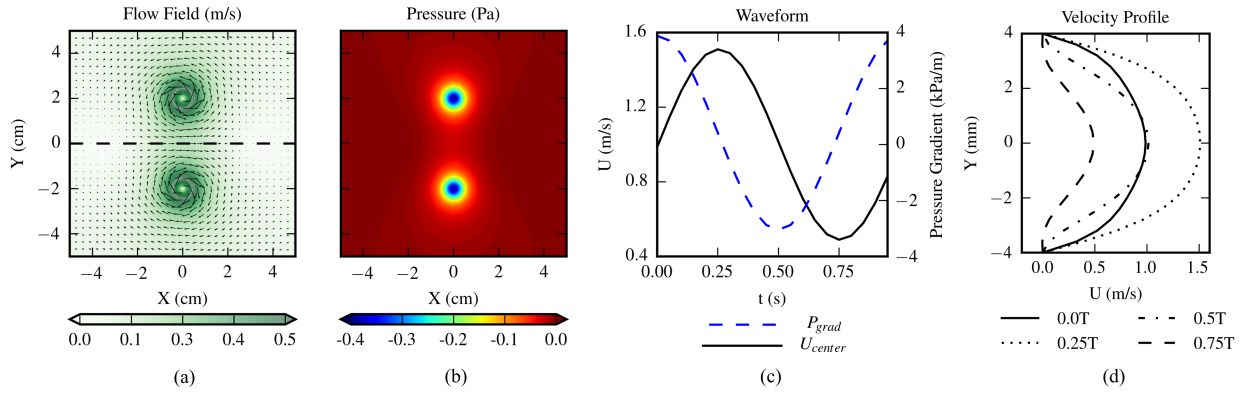 Flow Field (m/s)
4
2
0
−2
−4
Y (cm)
−4 −2 0 2 4
X (cm)
0.0 0.1 0.3 0.4 0.5
(a)
Pressure (Pa)
−4 −2 0 2 4
X (cm)
-0.4 -0.3 -0.2 -0.1 0.0
(b)
Waveform
1.6
1.2
0.8
0.4
U (m/s)
4
2
0
−2
−4
Pressure Gradient (kPa/m)
0.00 0.25 0.50 0.75
t (s)
P_grad
U_center
(c)
Velocity Profile
4
2
0
−2
−4
Y (mm)
0.0 0.5 1.0 1.5
U (m/s)
0.0T 0.5T
0.25T 0.75T
(d)